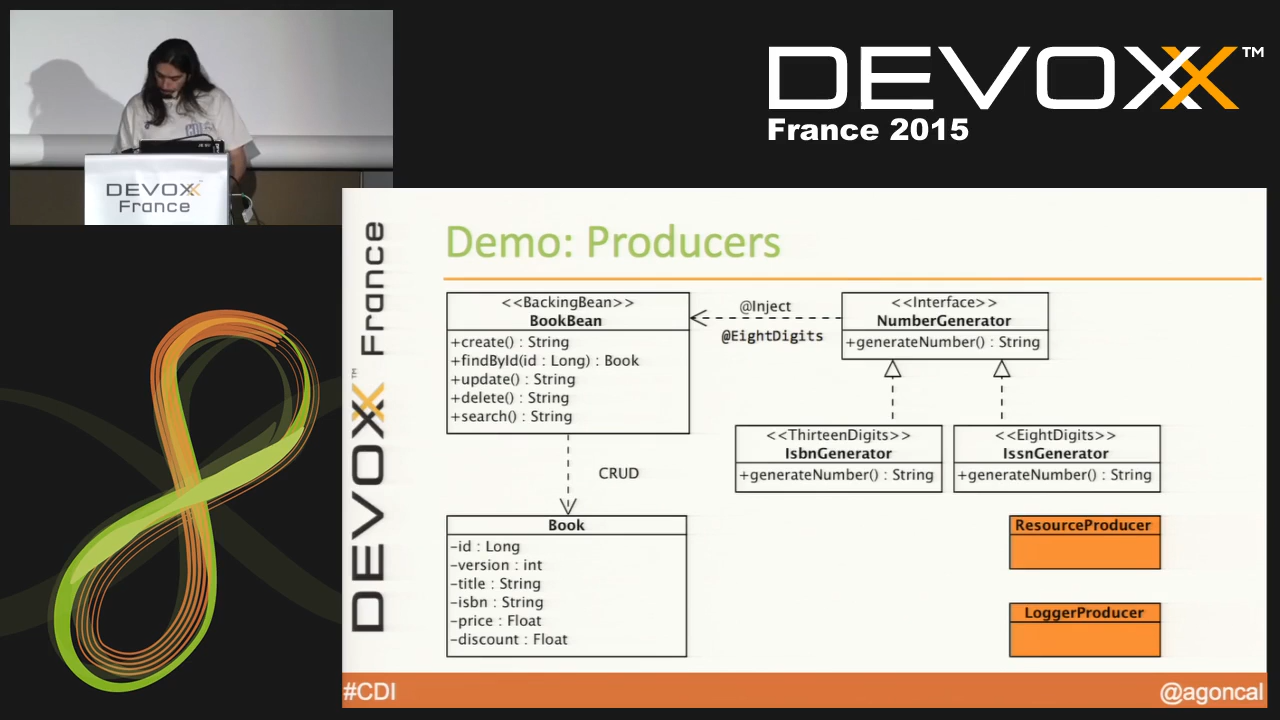 DEVOXX™
France 2015
DEVOXX
France
DEVOXX™ France
Demo: Producers
<<BackingBean>>
BookBean
+create() : String
+findById(id : Long) : Book
+update() : String
+delete() : String
+search() : String
@Inject
@EightDigits
<<Interface>>
NumberGenerator
+generateNumber() : String
<<ThirteenDigits>>
IsbnGenerator
+generateNumber() : String
<<EightDigits>>
IssnGenerator
+generateNumber() : String
CRUD
Book
-id : Long
-version : int
-title : String
-isbn : String
-price : Float
-discount : Float
ResourceProducer
LoggerProducer
#CDI
@agoncal